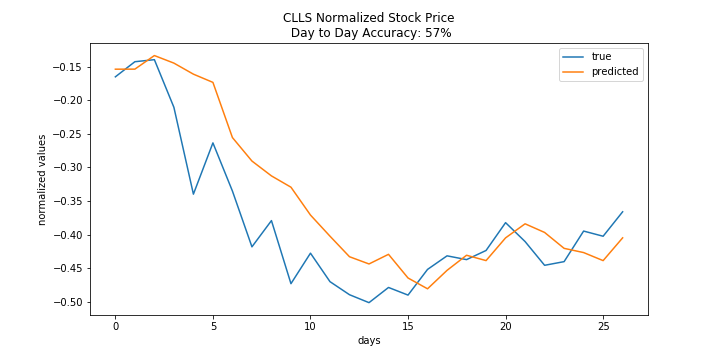 CLLS Normalized Stock Price
Day to Day Accuracy: 57%
true
predicted
normalized values
−0.15
−0.20
−0.25
−0.30
−0.35
−0.40
−0.45
−0.50
0
5
10
15
20
25
days